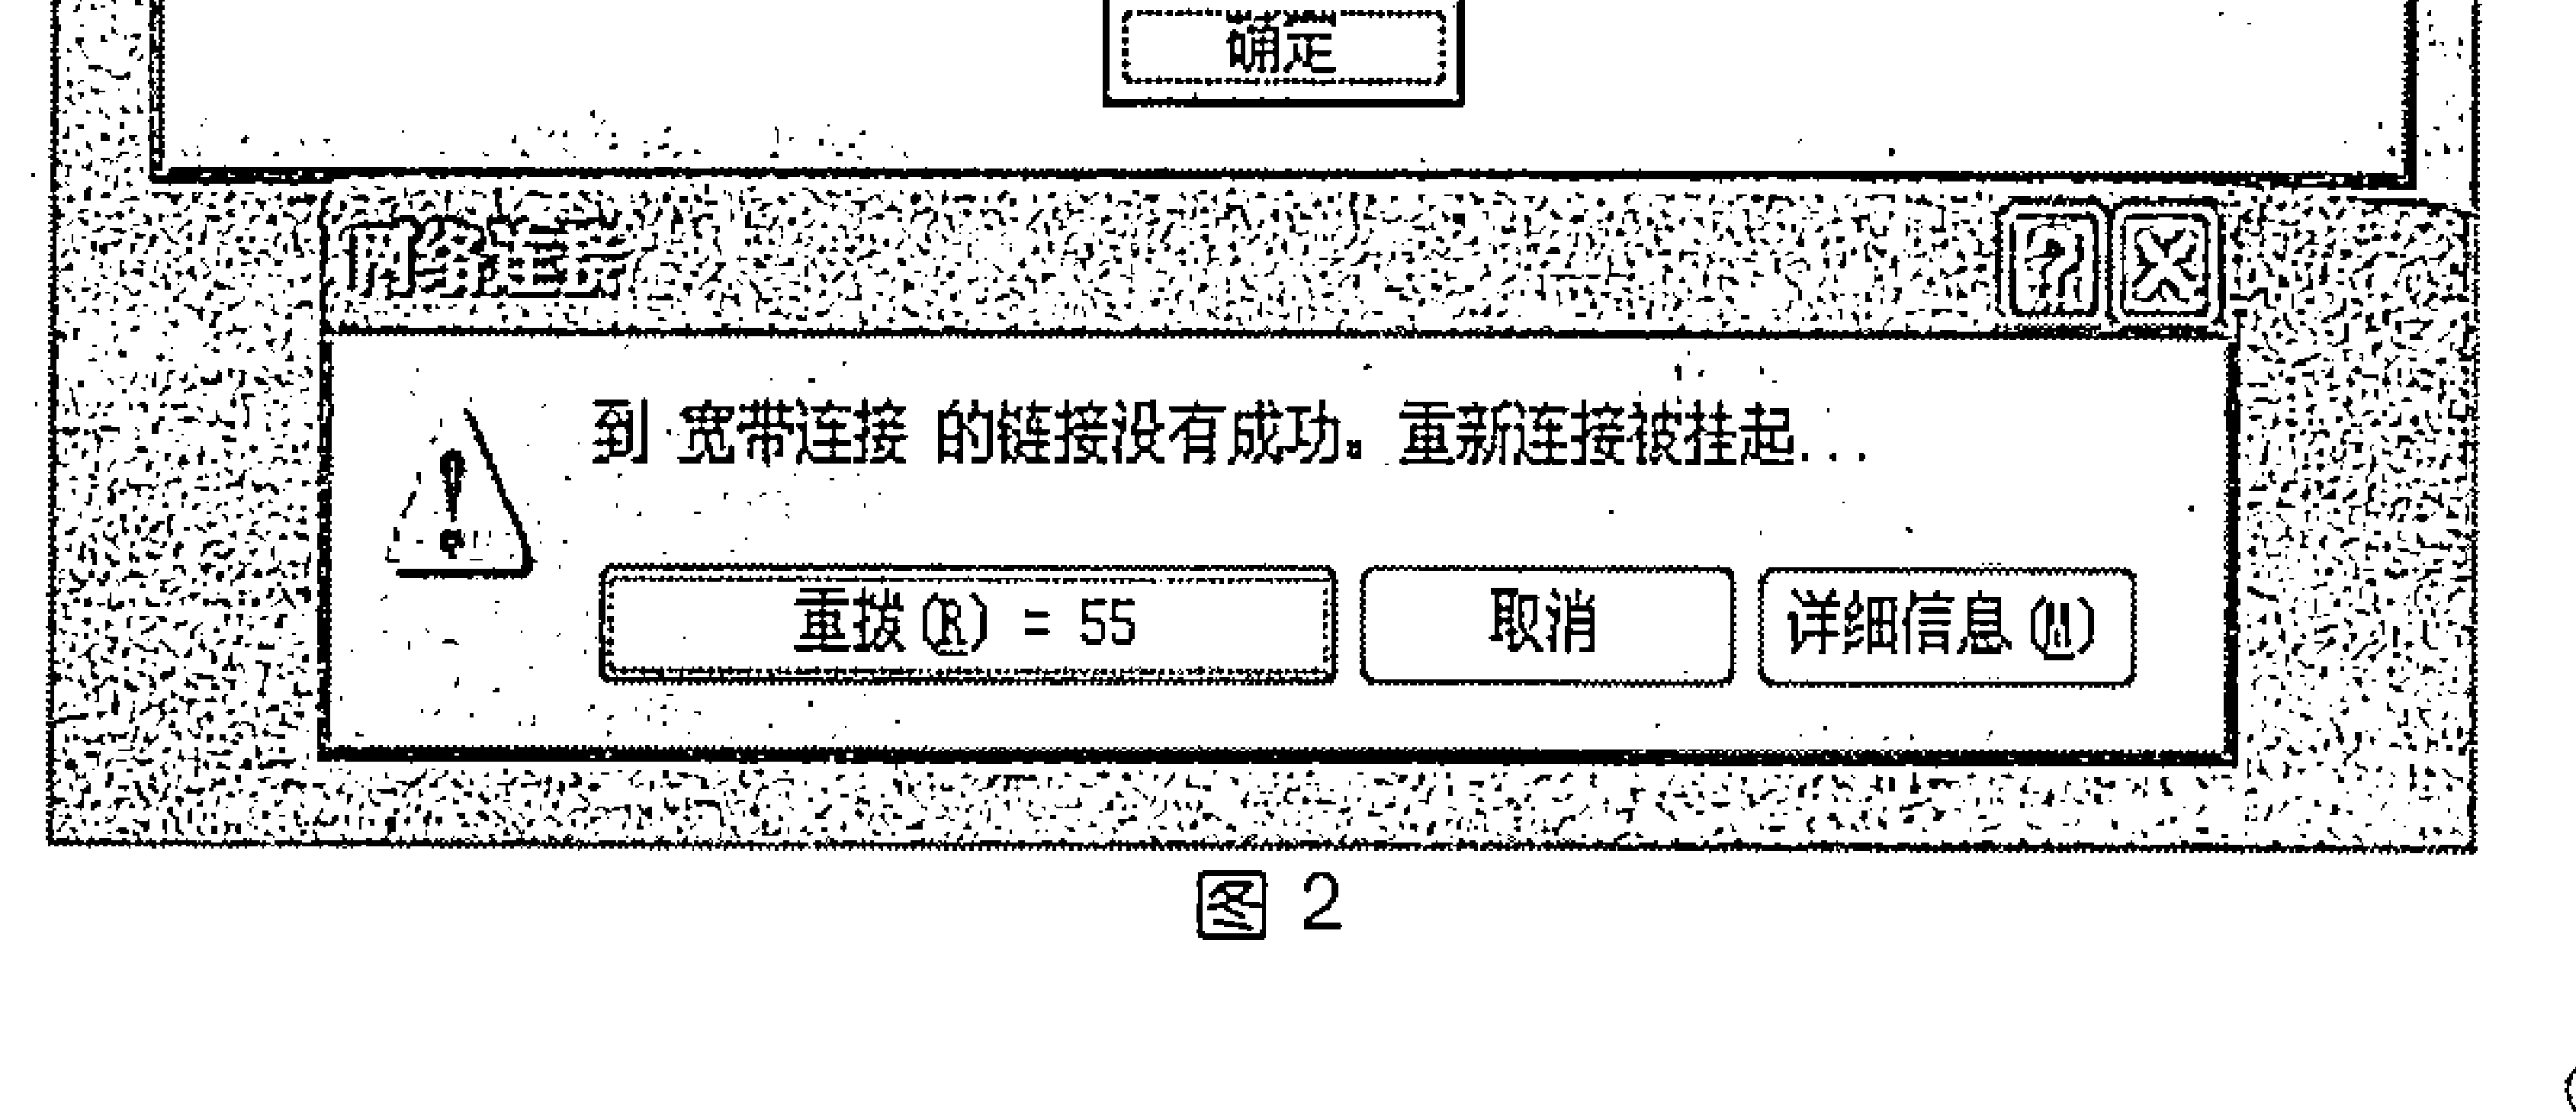 确定
网络连接
到 宽带连接 的链接没有成功。重新连接被挂起...
重拨(R) = 55 取消 详细信息(M)
图 2